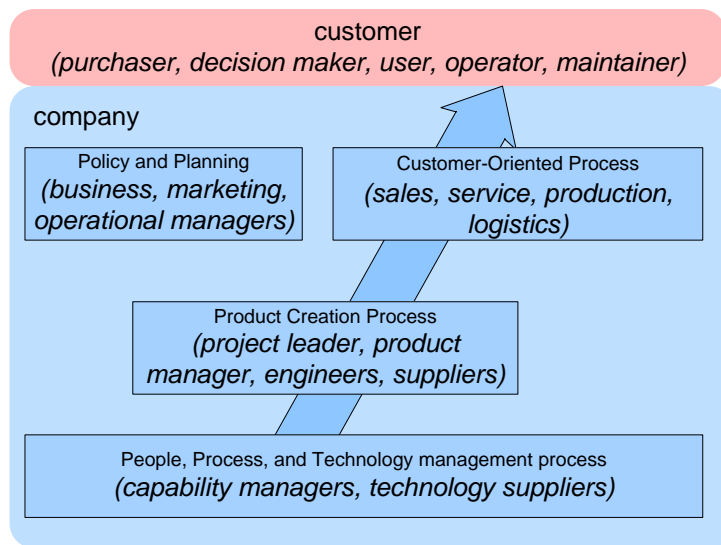 customer
(purchaser, decision maker, user, operator, maintainer)
company
Policy and Planning
(business, marketing,
operational managers)
Customer-Oriented Process
(sales, service, production,
logistics)
Product Creation Process
(project leader, product
manager, engineers, suppliers)
People, Process, and Technology management process
(capability managers, technology suppliers)